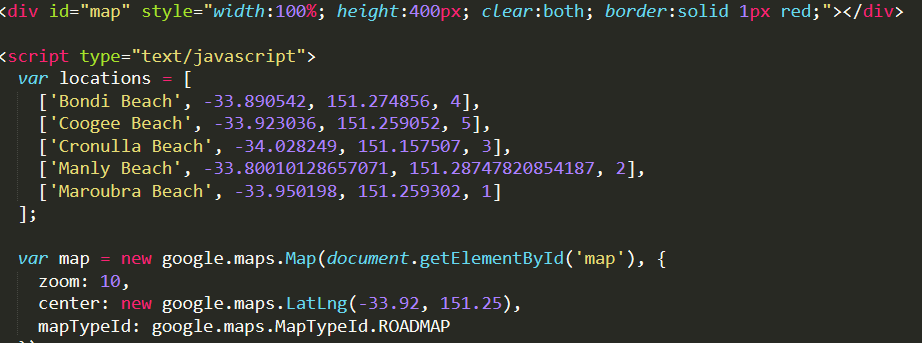 <div id="map" style="width:100%; height:400px; clear:both; border:solid 1px red;"></div>
<script type="text/javascript">
var locations = [
['Bondi Beach', -33.890542, 151.274856, 4],
['Coogee Beach', -33.923036, 151.259052, 5],
['Cronulla Beach', -34.028249, 151.157507, 3],
['Manly Beach', -33.80010128657071, 151.28747820854187, 2],
['Maroubra Beach', -33.950198, 151.259302, 1]
];
var map = new google.maps.Map(document.getElementById('map'), {
zoom: 10,
center: new google.maps.LatLng(-33.92, 151.25),
mapTypeId: google.maps.MapTypeId.ROADMAP